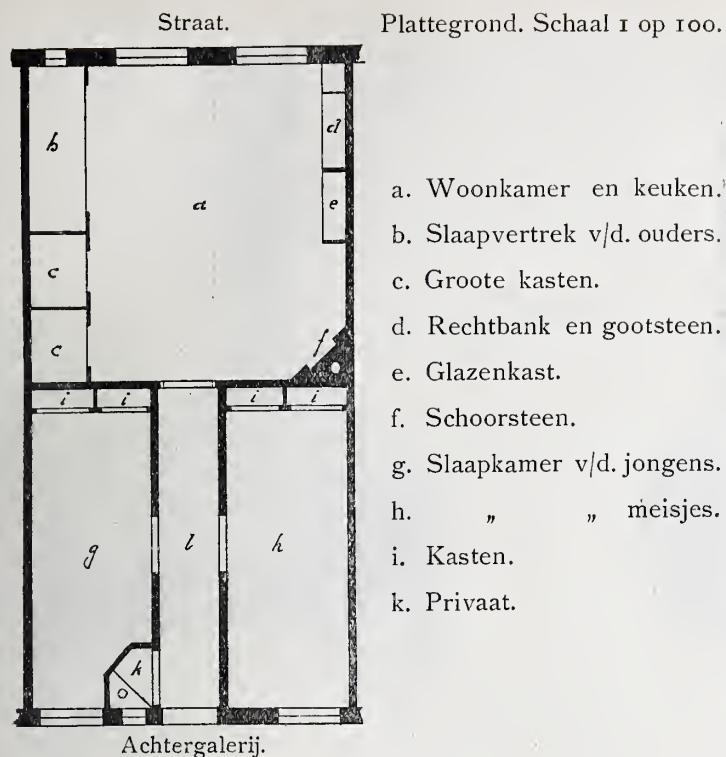 Straat.
Plattegrond. Schaal 1 op 100.
b
d
a
e
c
c
f
i i i i
g l h
k
Achtergalerij.
a. Woonkamer en keuken.
b. Slaapvertrek v/d. ouders.
c. Groote kasten.
d. Rechtbank en gootsteen.
e. Glazenkast.
f. Schoorsteen.
g. Slaapkamer v/d. jongens.
h. „ „ meisjes.
i. Kasten.
k. Privaat.